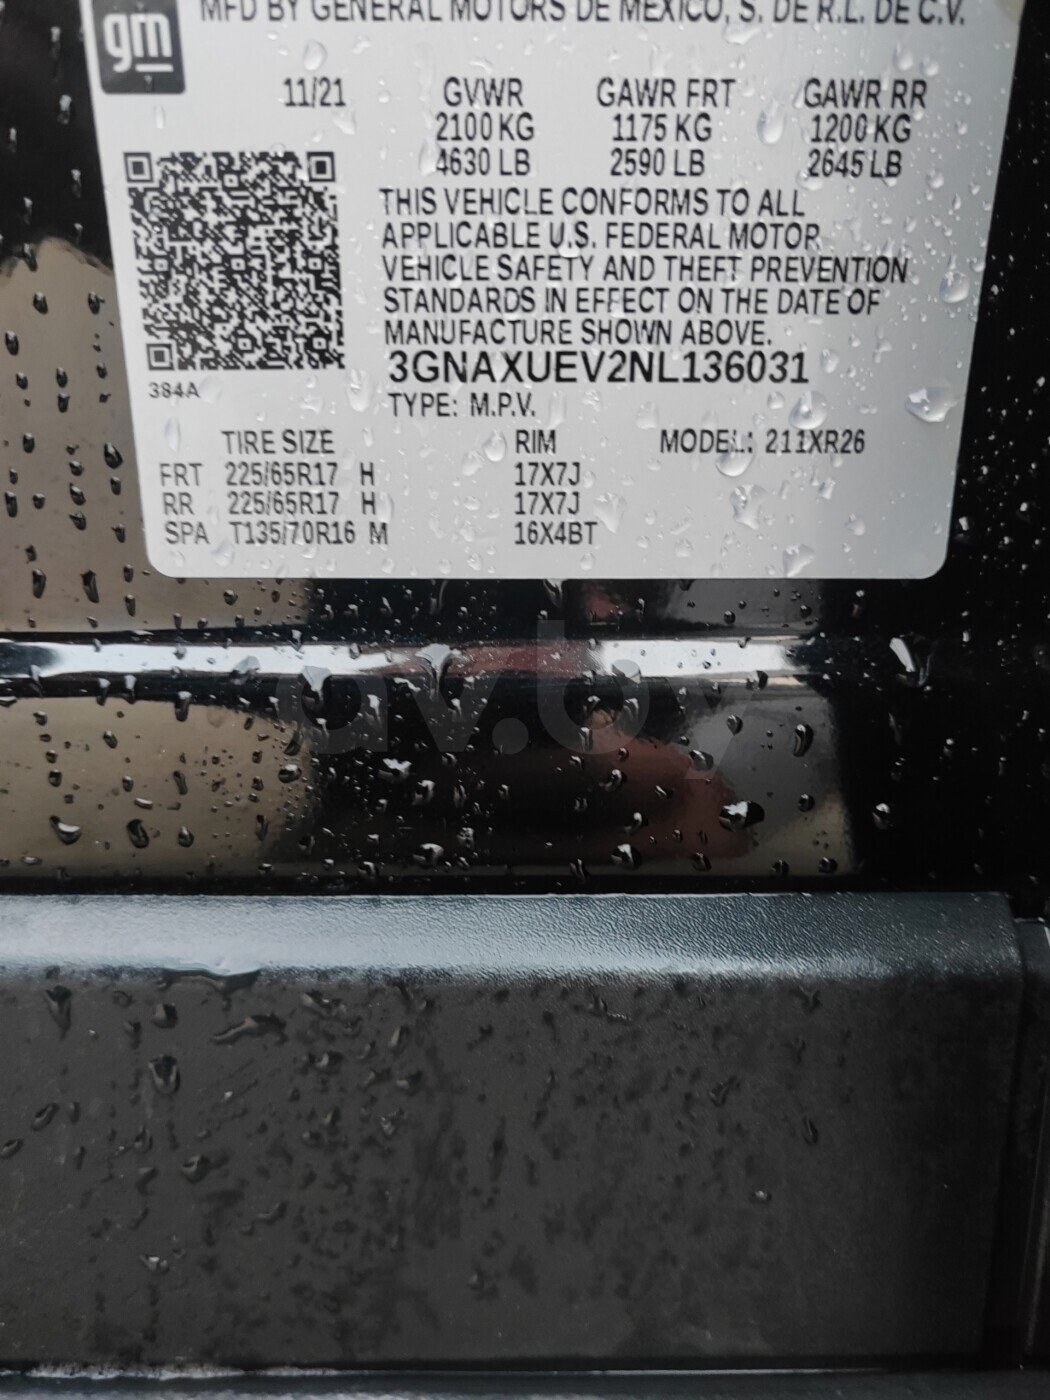 MFD BY GENERAL MOTORS DE MEXICO, S. DE R.L. DE C.V.
gm
11/21 GVWR GAWR FRT GAWR RR
2100 KG 1175 KG 1200 KG
4630 LB 2590 LB 2645 LB
THIS VEHICLE CONFORMS TO ALL
APPLICABLE U.S. FEDERAL MOTOR
VEHICLE SAFETY AND THEFT PREVENTION
STANDARDS IN EFFECT ON THE DATE OF
MANUFACTURE SHOWN ABOVE.
3GNAXUEV2NL136031
384A
TYPE: M.P.V.
TIRE SIZE RIM MODEL: 211XR26
FRT 225/65R17 H 17X7J
RR 225/65R17 H 17X7J
SPA T135/70R16 M 16X4BT
av.by